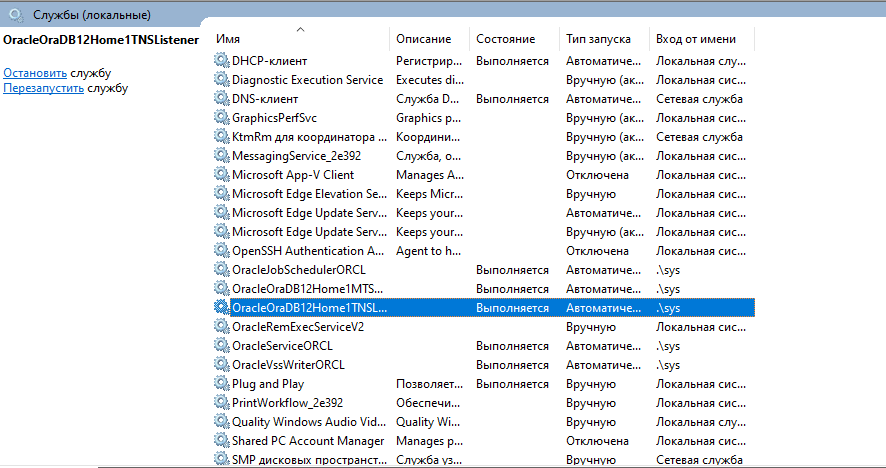 Службы (локальные)
OracleOraDB12Home1TNSListener
Остановить службу
Перезапустить службу
Имя Описание Состояние Тип запуска Вход от имени
DHCP-клиент Регистрир... Выполняется Автоматиче... Локальная слу...
Diagnostic Execution Service Executes di... Вручную (ак... Локальная сис...
DNS-клиент Служба D... Выполняется Автоматиче... Сетевая служба
GraphicsPerfSvc Graphics p... Вручную (ак... Локальная сис...
KtmRm для координатора ... Координи... Вручную (ак... Сетевая служба
MessagingService_2e392 Служба, о... Вручную (ак... Локальная сис...
Microsoft App-V Client Manages A... Отключена Локальная сис...
Microsoft Edge Elevation Se... Keeps Micr... Вручную Локальная сис...
Microsoft Edge Update Serv... Keeps your... Автоматиче... Локальная сис...
Microsoft Edge Update Serv... Keeps your... Вручную (ак... Локальная сис...
OpenSSH Authentication A... Agent to h... Отключена Локальная сис...
OracleJobSchedulerORCL Выполняется Автоматиче... .\sys
OracleOraDB12Home1MTS... Выполняется Автоматиче... .\sys
OracleOraDB12Home1TNSL... Выполняется Автоматиче... .\sys
OracleRemExecServiceV2 Вручную Локальная сис...
OracleServiceORCL Выполняется Автоматиче... .\sys
OracleVssWriterORCL Выполняется Автоматиче... .\sys
Plug and Play Позволяет... Выполняется Вручную Локальная сис...
PrintWorkflow_2e392 Обеспечи... Вручную Локальная сис...
Quality Windows Audio Vid... Quality Wi... Вручную Локальная слу...
Shared PC Account Manager Manages p... Отключена Локальная сис...
SMP дисковых пространст... Служба уз... Вручную Сетевая служба